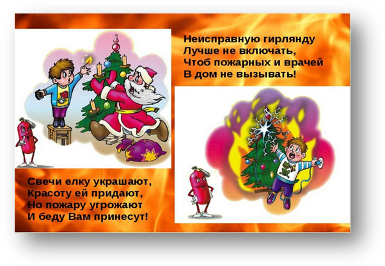 Неисправную гирлянду
Лучше не включать,
Чтоб пожарных и врачей
В дом не вызывать!
Свечи елку украшают,
Красоту ей придают,
Но пожару угрожают
И беду Вам принесут!